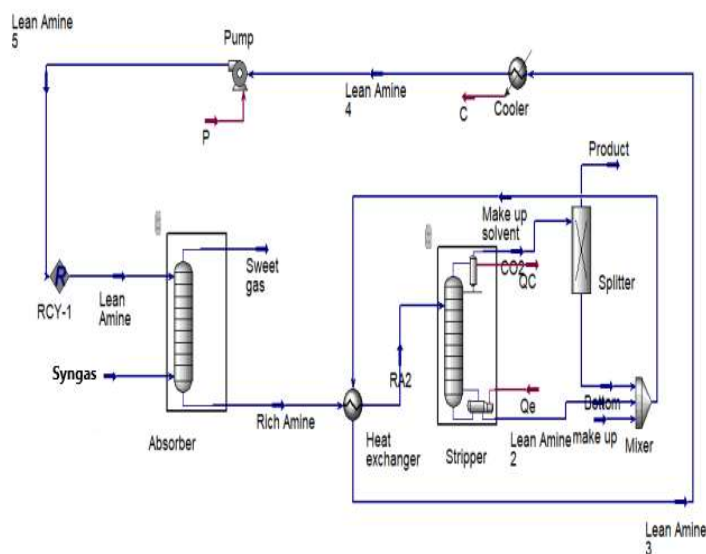 Lean Amine
5
Pump
P
Lean Amine
4
C
Cooler
Product
Make up
solvent
CO2
QC
Splitter
Sweet
gas
R
RCY-1
Lean
Amine
Syngas
Absorber
Rich Amine
RA2
Heat
exchanger
Stripper
Qe
Lean Amine
2
Bottom
make up
Mixer
Lean Amine
3